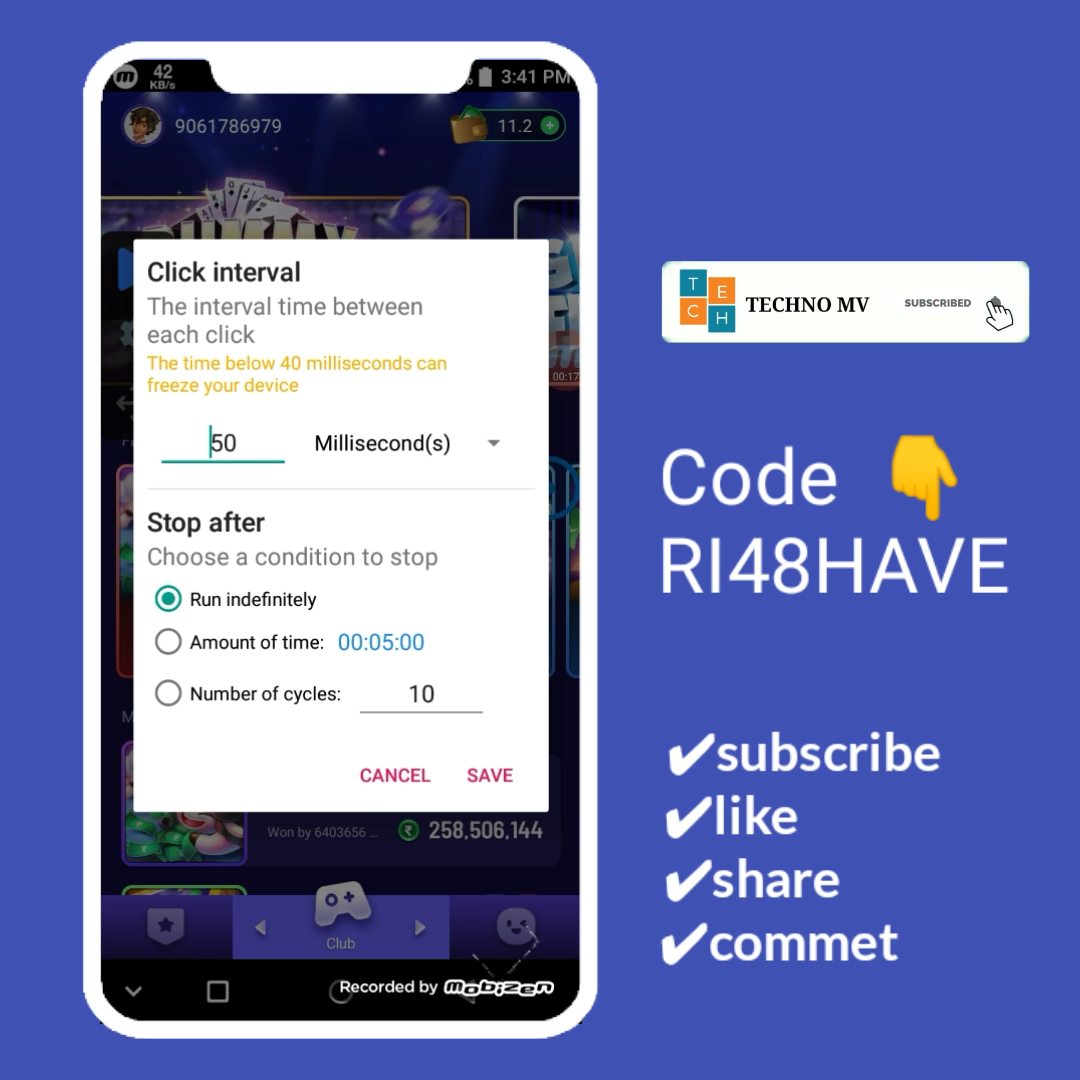 42
KB/s
3:41 PM
9061786979
11.2
Click interval
The interval time between
each click
The time below 40 milliseconds can
freeze your device
00:17
50
Millisecond(s)
Stop after
Choose a condition to stop
Run indefinitely
Amount of time: 00:05:00
Number of cycles: 10
CANCEL
SAVE
Won by 6403656 ...
258,506,144
Club
Recorded by mobizen
T E C H
TECHNO MV
SUBSCRIBED
Code 👇
RI48HAVE
✔subscribe
✔like
✔share
✔commet